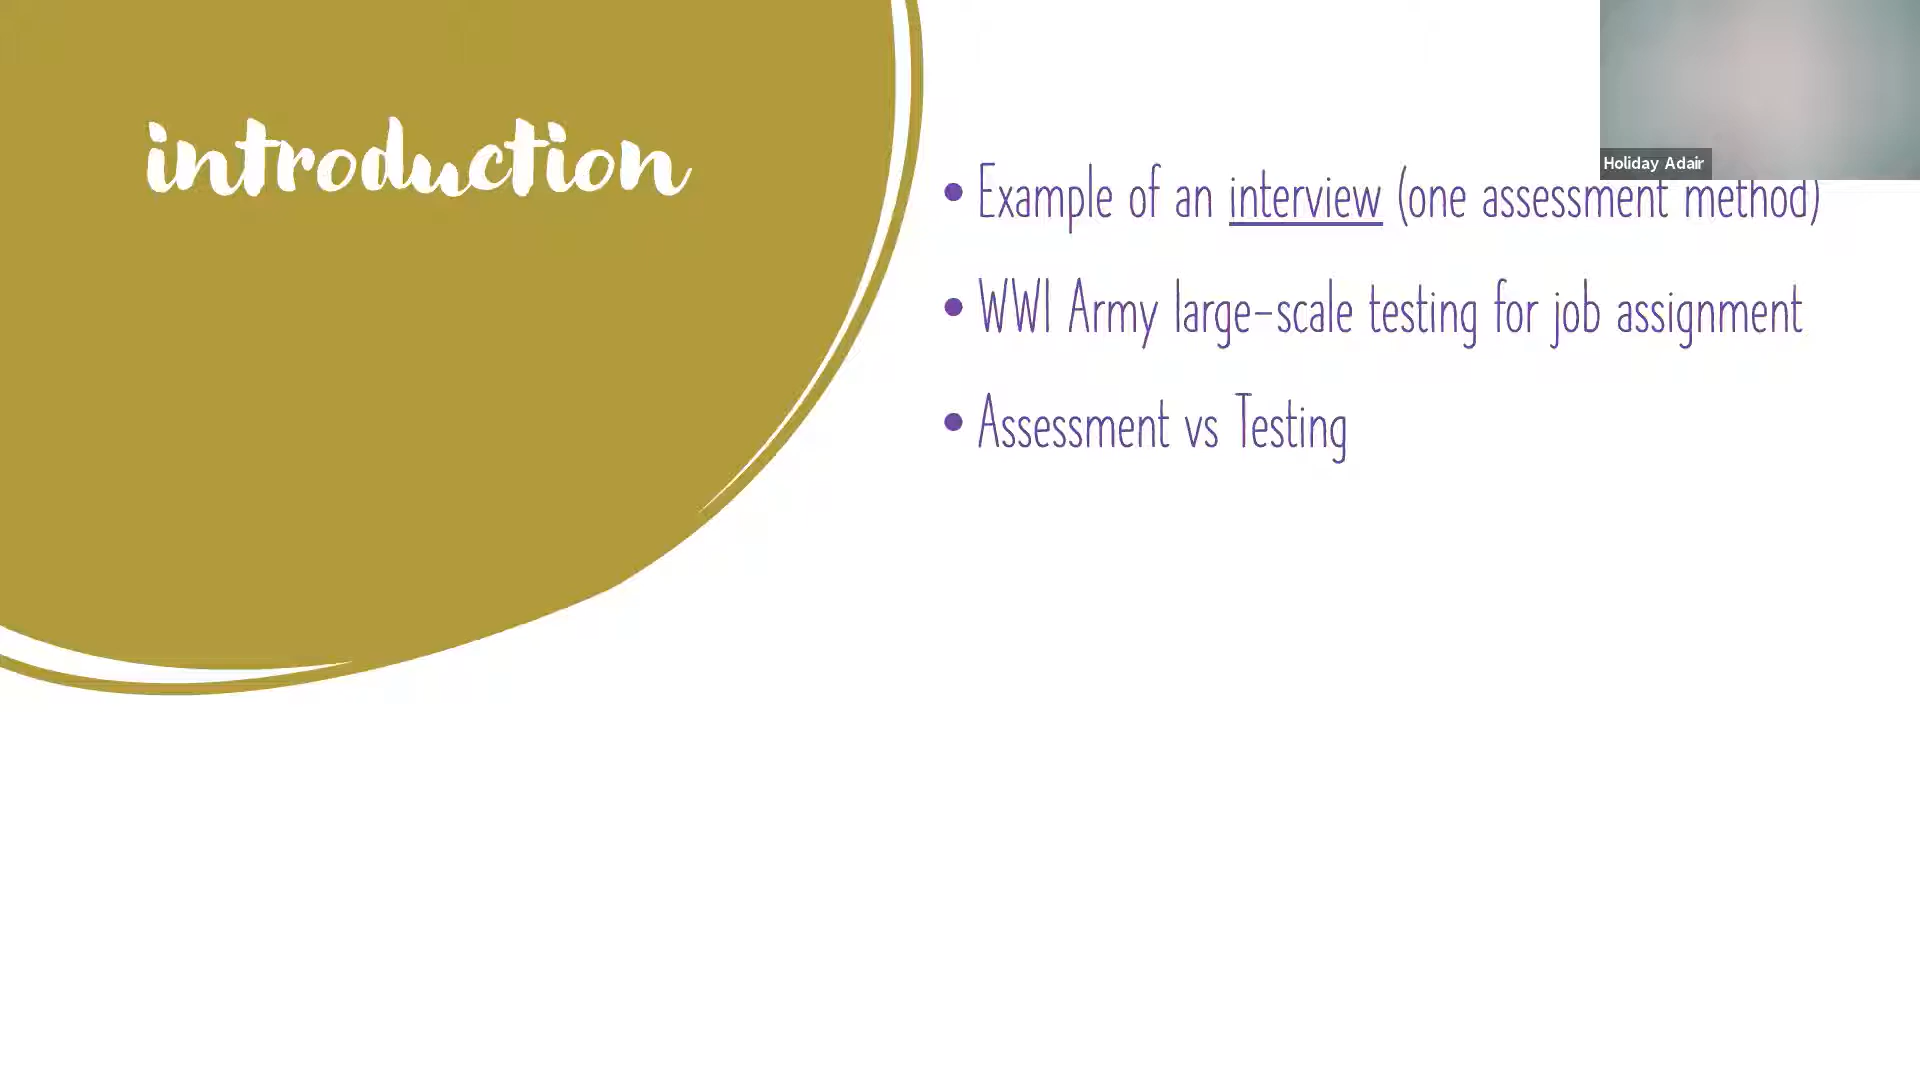 introduction
Holiday Adair
Example of an interview (one assessment method)
WWI Army large-scale testing for job assignment
Assessment vs Testing